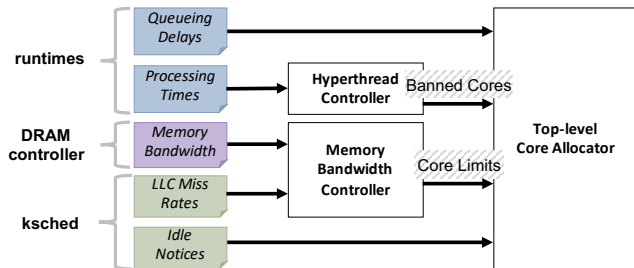 runtimes
Queueing
Delays
Processing
Times
Hyperthread
Controller
Banned Cores
DRAM
controller
Memory
Bandwidth
Memory
Bandwidth
Controller
Core Limits
Top-level
Core Allocator
ksched
LLC Miss
Rates
Idle
Notices